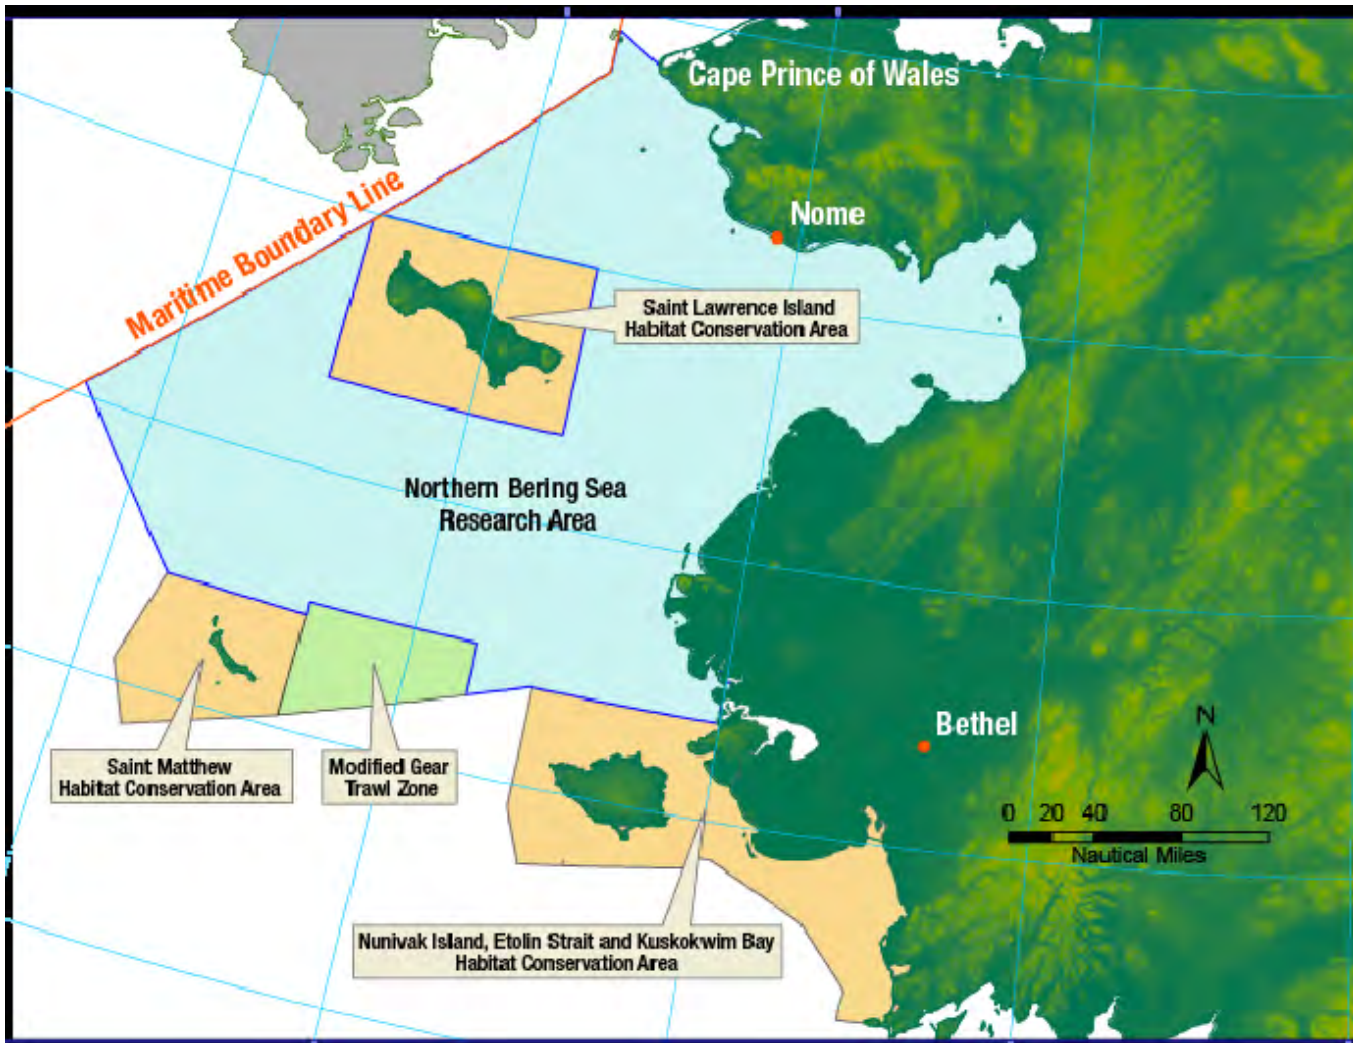 Cape Prince of Wales
Nome
Maritime Boundary Line
Saint Lawrence Island
Habitat Conservation Area
Northern Bering Sea
Research Area
Bethel
N
Saint Matthew
Habitat Conservation Area
Modified Gear
Trawl Zone
0 20 40 80 120
Nautical Miles
Nunivak Island, Etolin Strait and Kuskokwim Bay
Habitat Conservation Area